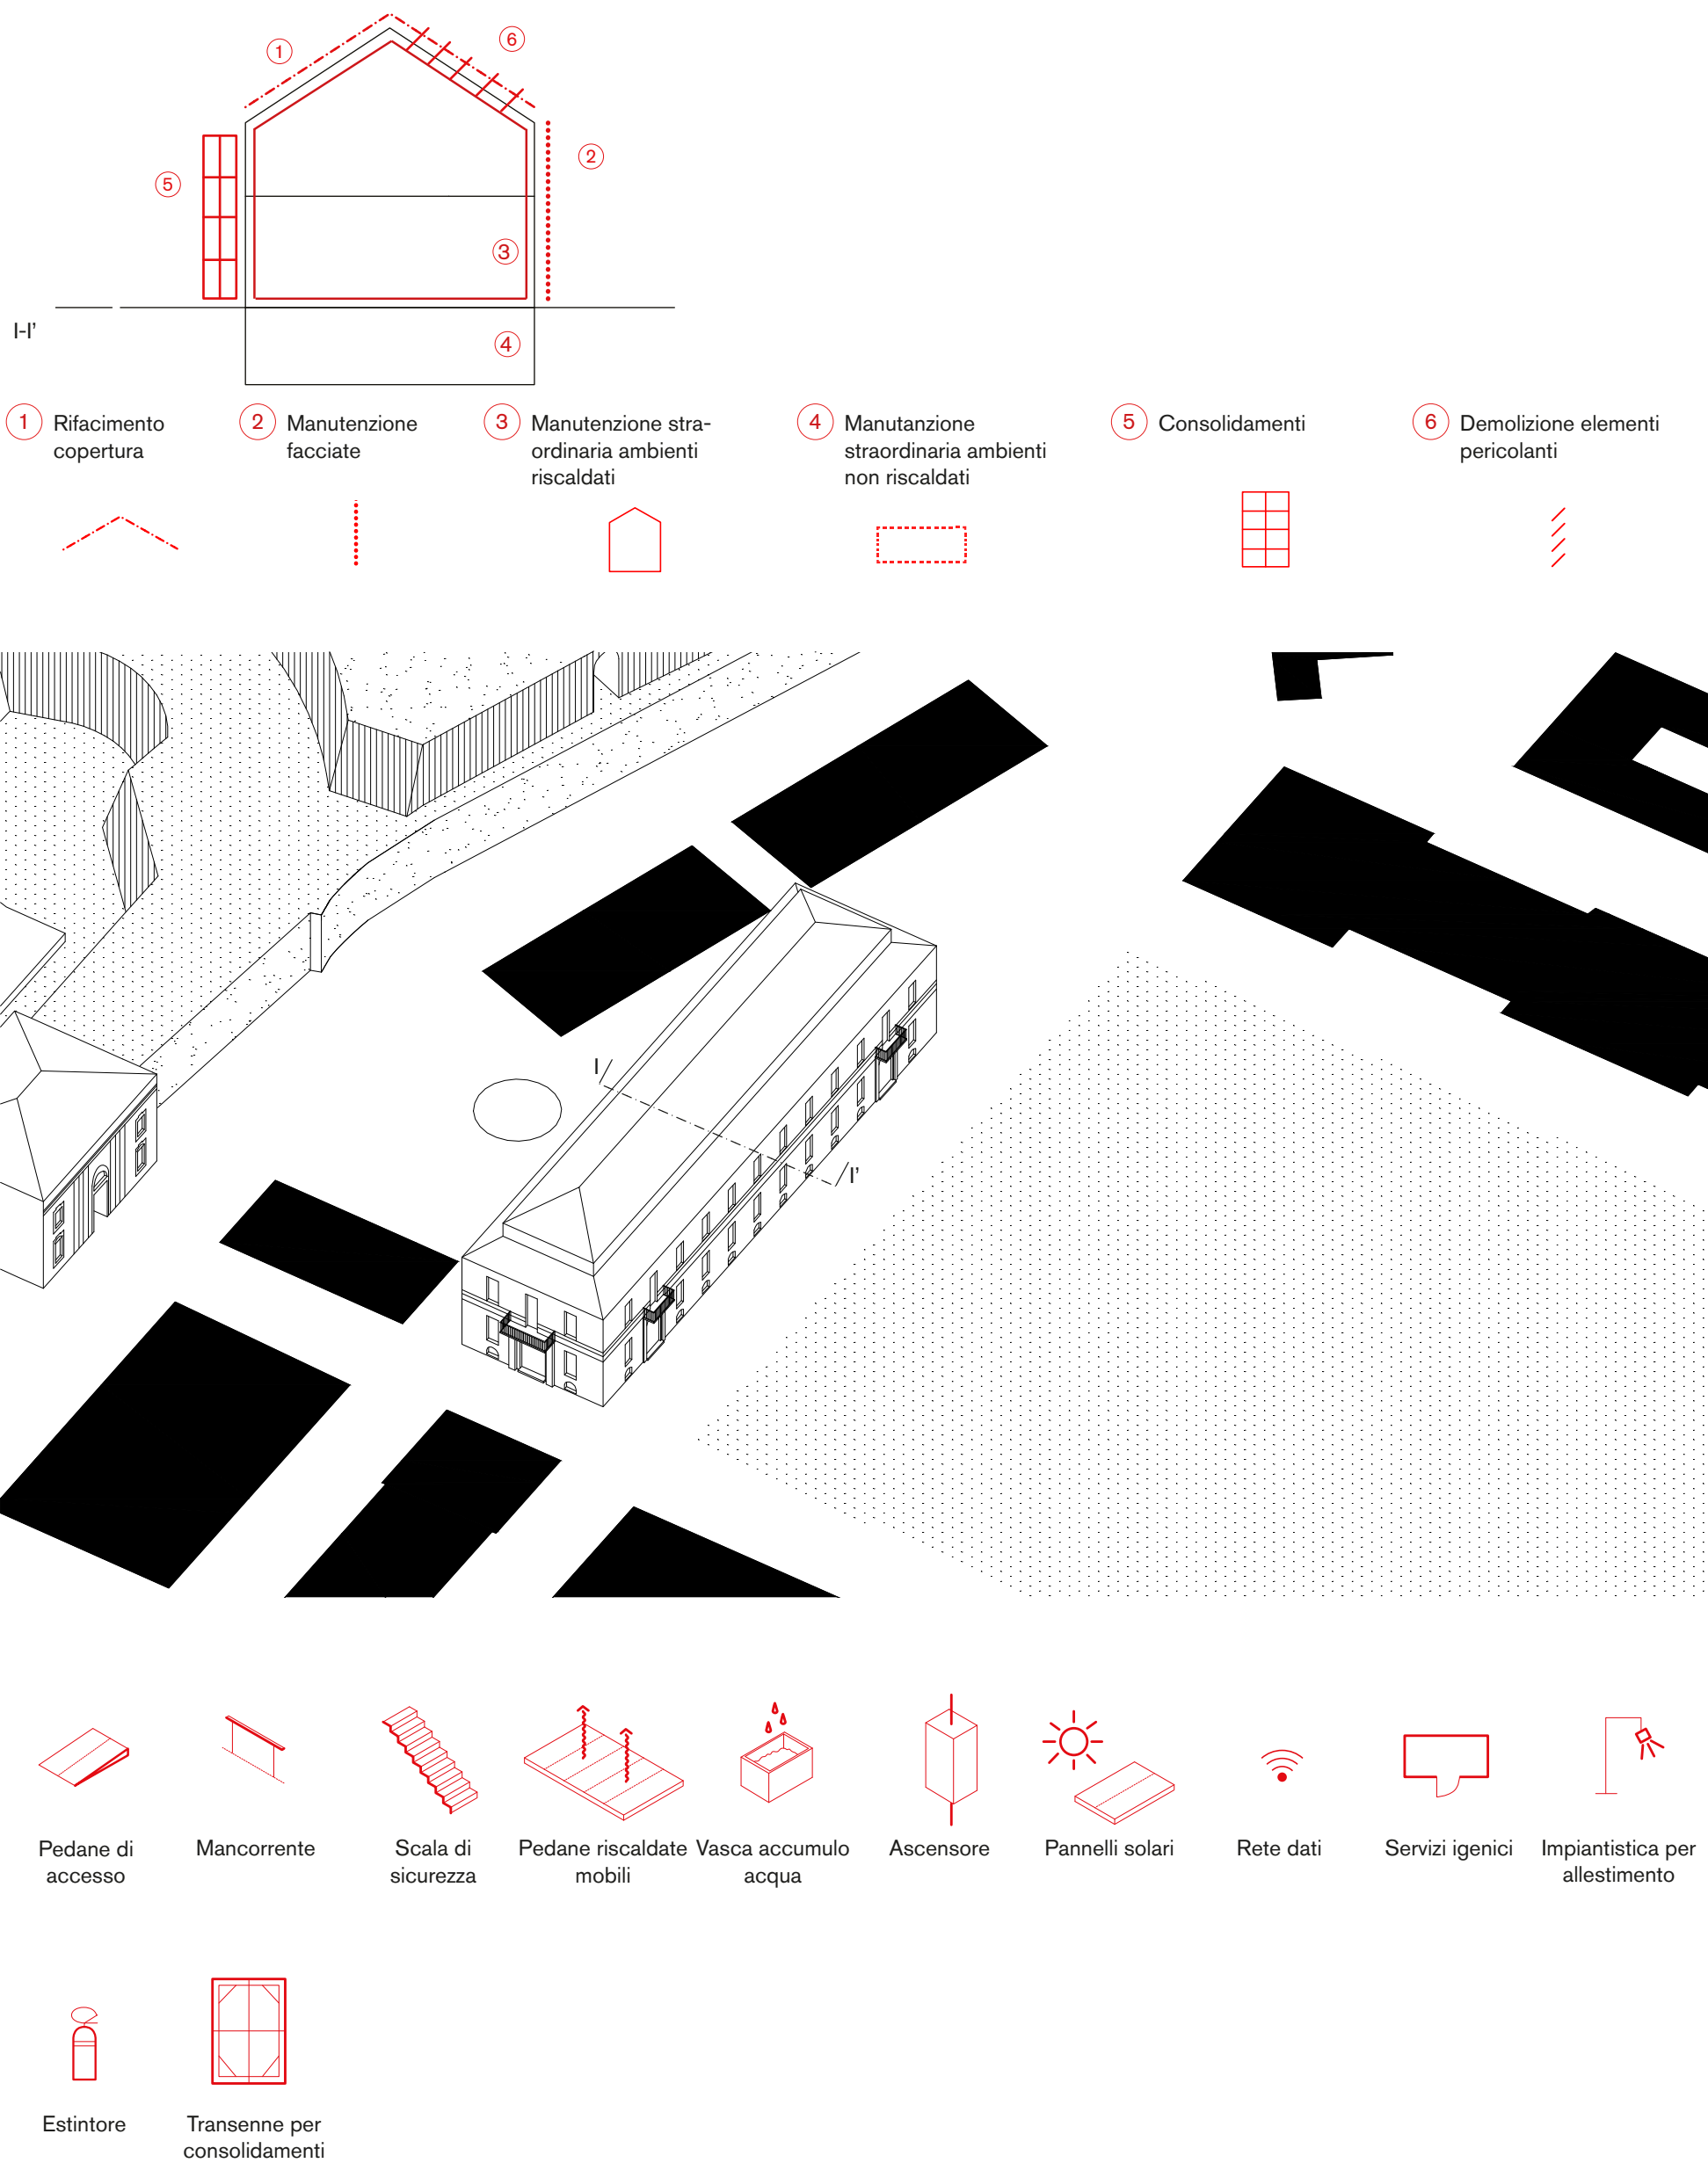 1
6
2
5
3
4
I-I’
1 Rifacimento
copertura
2 Manutenzione
facciate
3 Manutenzione stra-
ordinaria ambienti
riscaldati
4 Manutanzione
straordinaria ambienti
non riscaldati
5 Consolidamenti
6 Demolizione elementi
pericolanti
I
I’
Pedane di
accesso
Mancorrente
Scala di
sicurezza
Pedane riscaldate
mobili
Vasca accumulo
acqua
Ascensore
Pannelli solari
Rete dati
Servizi igenici
Impiantistica per
allestimento
Estintore
Transenne per
consolidamenti